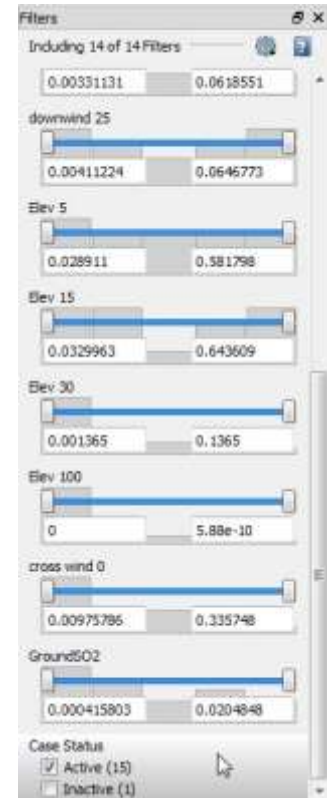 Filters
Including 14 of 14 Filters
0.00331131 0.0618551
downwind 25
0.00411224 0.0646773
Elev 5
0.028911 0.581798
Elev 15
0.0329963 0.643609
Elev 30
0.001365 0.1365
Elev 100
0 5.88e-10
cross wind 0
0.00975786 0.335748
GroundSO2
0.000415803 0.0204848
Case Status
Active (15)
Inactive (1)